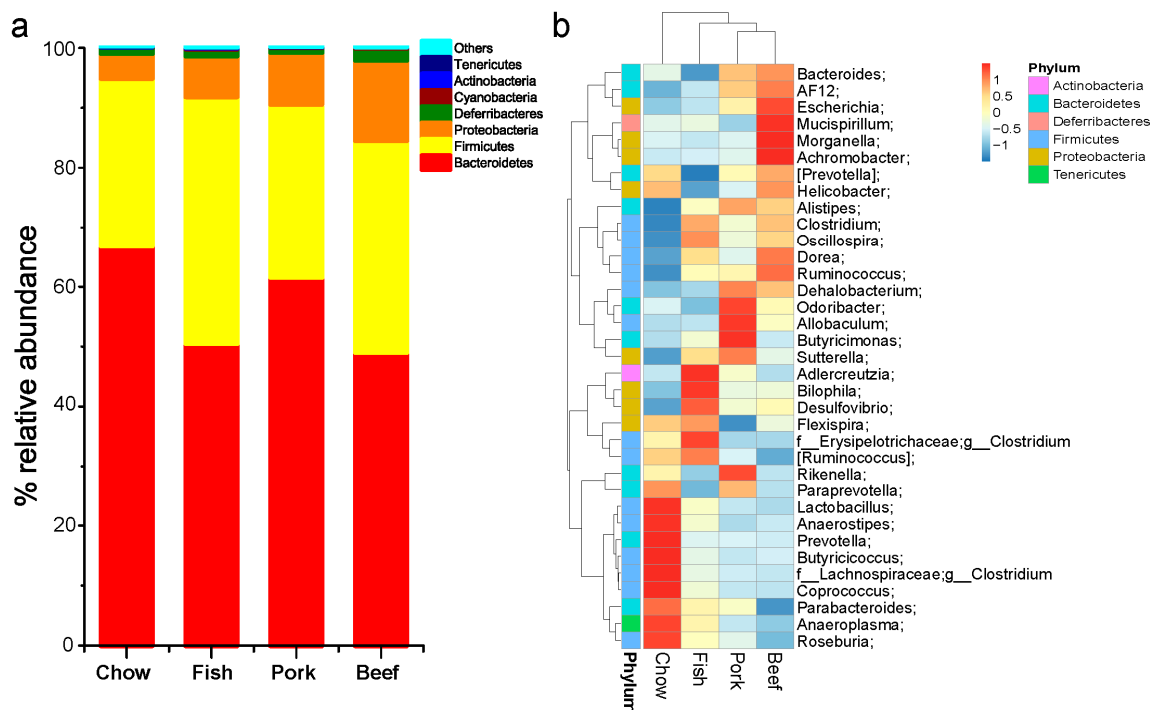 a
% relative abundance
100
80
60
40
20
0
Chow
Fish
Pork
Beef
Others
Tenericutes
Actinobacteria
Cyanobacteria
Deferribacteres
Proteobacteria
Firmicutes
Bacteroidetes
b
Bacteroides;
AF12;
Escherichia;
Mucispirillum;
Morganella;
Achromobacter;
[Prevotella];
Helicobacter;
Alistipes;
Clostridium;
Oscillospira;
Dorea;
Ruminococcus;
Dehalobacterium;
Odoribacter;
Allobaculum;
Butyricimonas;
Sutterella;
Adlercreutzia;
Bilophila;
Desulfovibrio;
Flexispira;
f__Erysipelotrichaceae;g__Clostridium
[Ruminococcus];
Rikenella;
Paraprevotella;
Lactobacillus;
Anaerostipes;
Prevotella;
Butyricicoccus;
f__Lachnospiraceae;g__Clostridium
Coprococcus;
Parabacteroides;
Anaeroplasma;
Roseburia;
Phylum
Chow
Fish
Pork
Beef
1
0.5
0
−0.5
−1
Phylum
Actinobacteria
Bacteroidetes
Deferribacteres
Firmicutes
Proteobacteria
Tenericutes